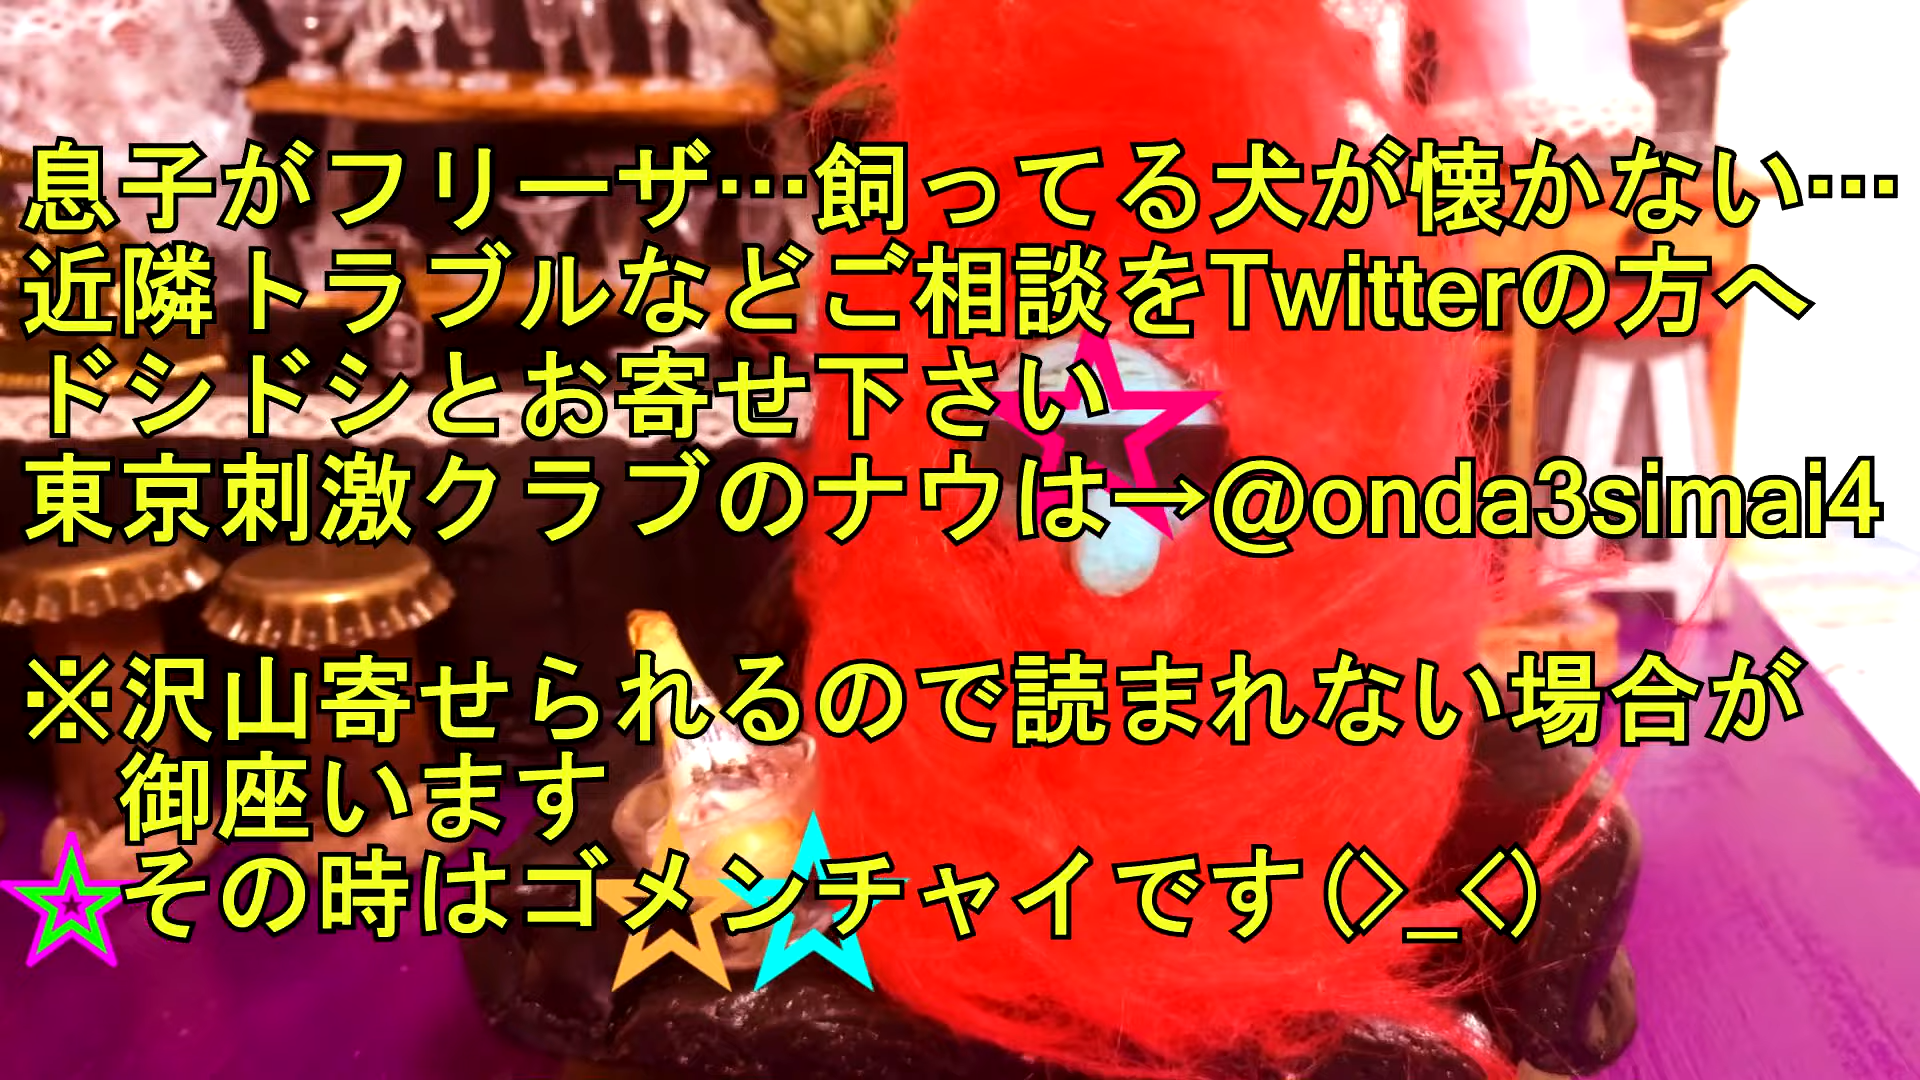 息子がフリーザ…飼ってる犬が懐かない…
近隣トラブルなどご相談をTwitterの方へ
ドシドシとお寄せ下さい
東京刺激クラブのナウは→@onda3simai4
※沢山寄せられるので読まれない場合が
御座います
その時はゴメンチャイです(>_<)